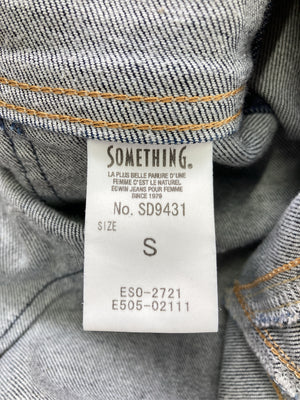 SOMETHING.
LA PLUS BELLE PARURE D'UNE
FEMME C'EST LE NATUREL
EDWIN JEANS POUR FEMME
SINCE 1979
No. SD9431
SIZE
S
ESO-2721
E505-02111